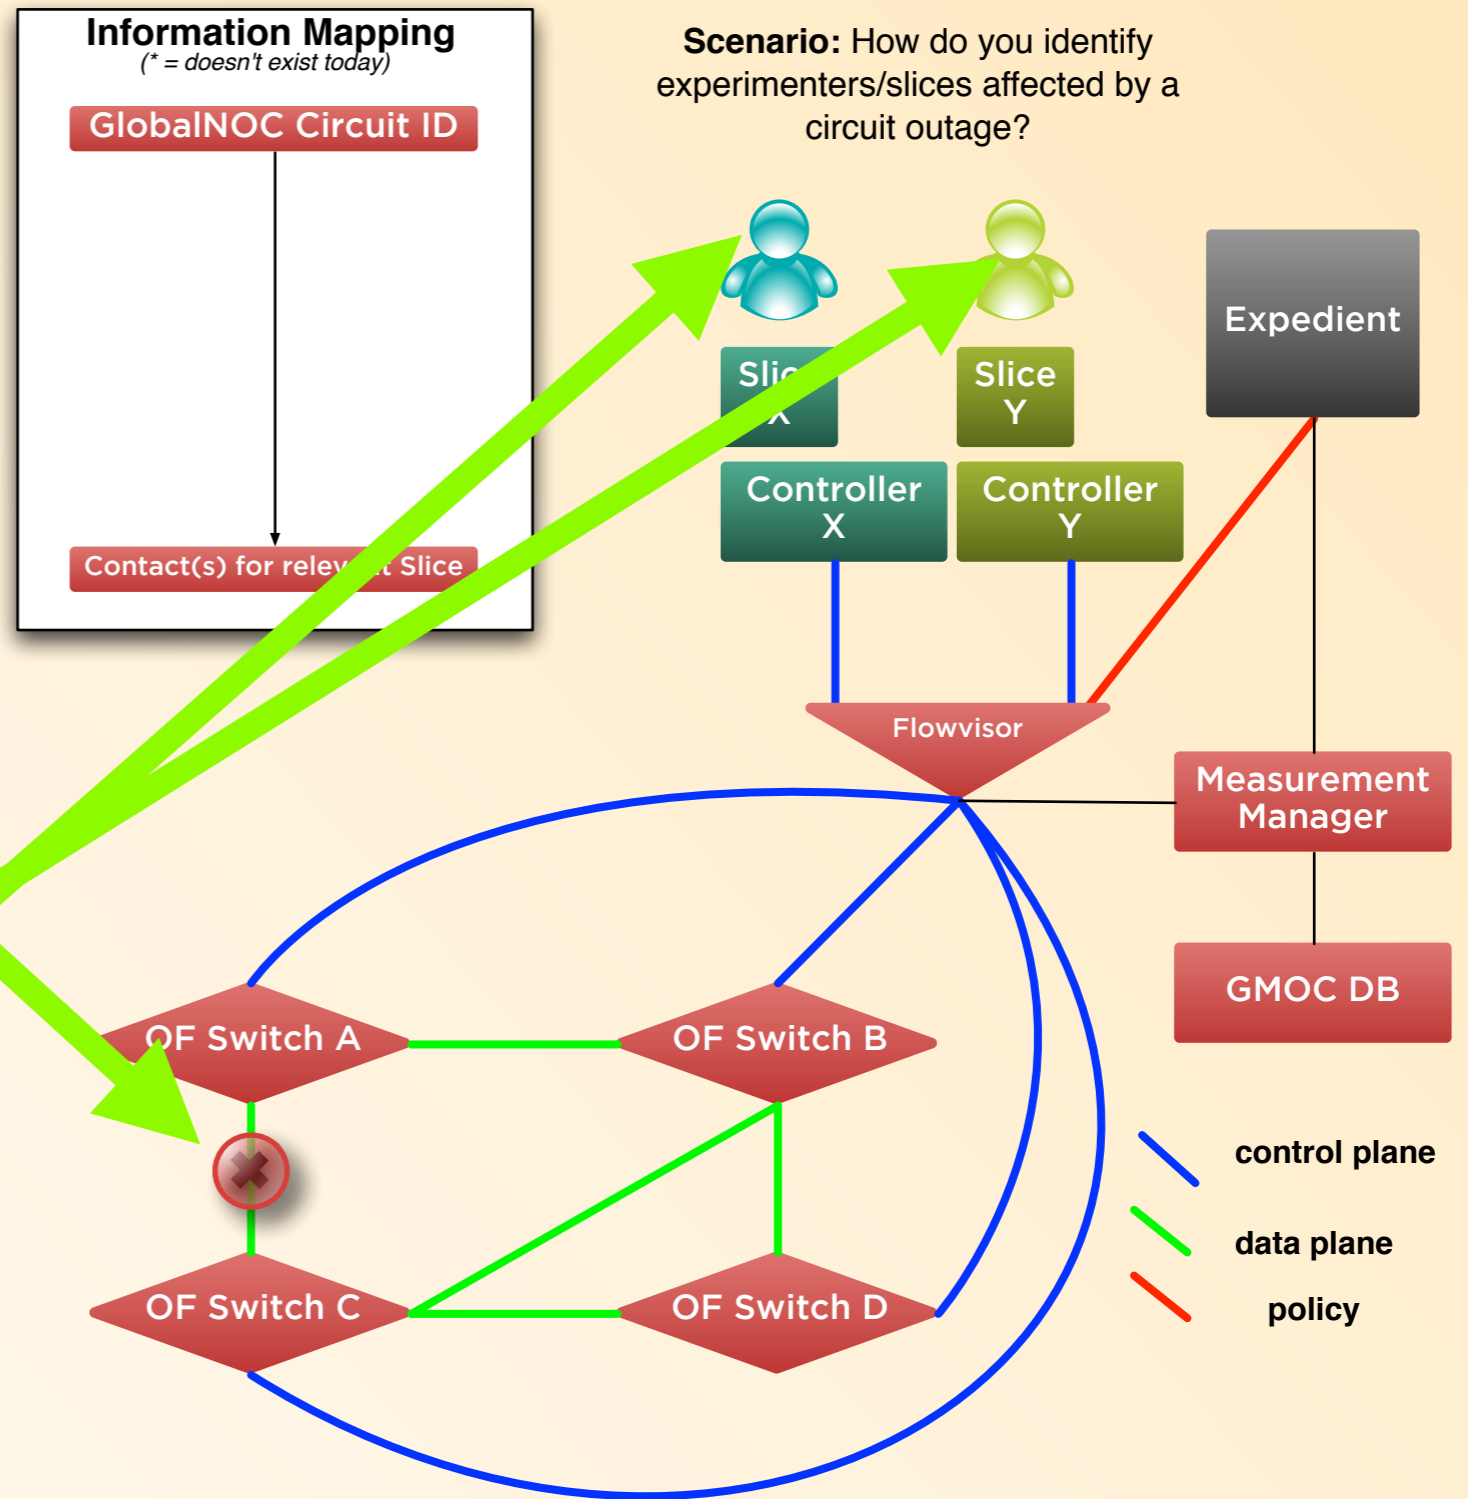 Information Mapping
(* = doesn't exist today)
GlobalNOC Circuit ID
Contact(s) for relevant Slice
Scenario: How do you identify
experimenters/slices affected by a
circuit outage?
Slice
X
Slice
Y
Expedient
Controller
X
Controller
Y
Flowvisor
Measurement
Manager
GMOC DB
OF Switch A
OF Switch B
OF Switch C
OF Switch D
control plane
data plane
policy